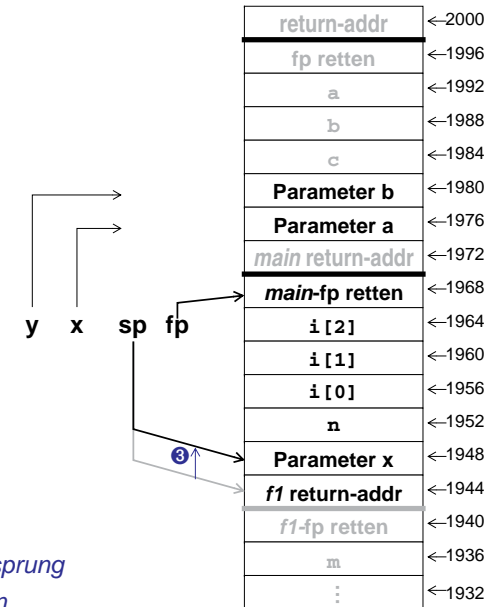 return-addr ←2000
fp retten ←1996
a ←1992
b ←1988
c ←1984
Parameter b ←1980
Parameter a ←1976
main return-addr ←1972
main-fp retten ←1968
y x sp fp i[2] ←1964
i[1] ←1960
i[0] ←1956
n ←1952
❸ Parameter x ←1948
f1 return-addr ←1944
f1-fp retten ←1940
sprung m ←1936
n ⋮ ←1932